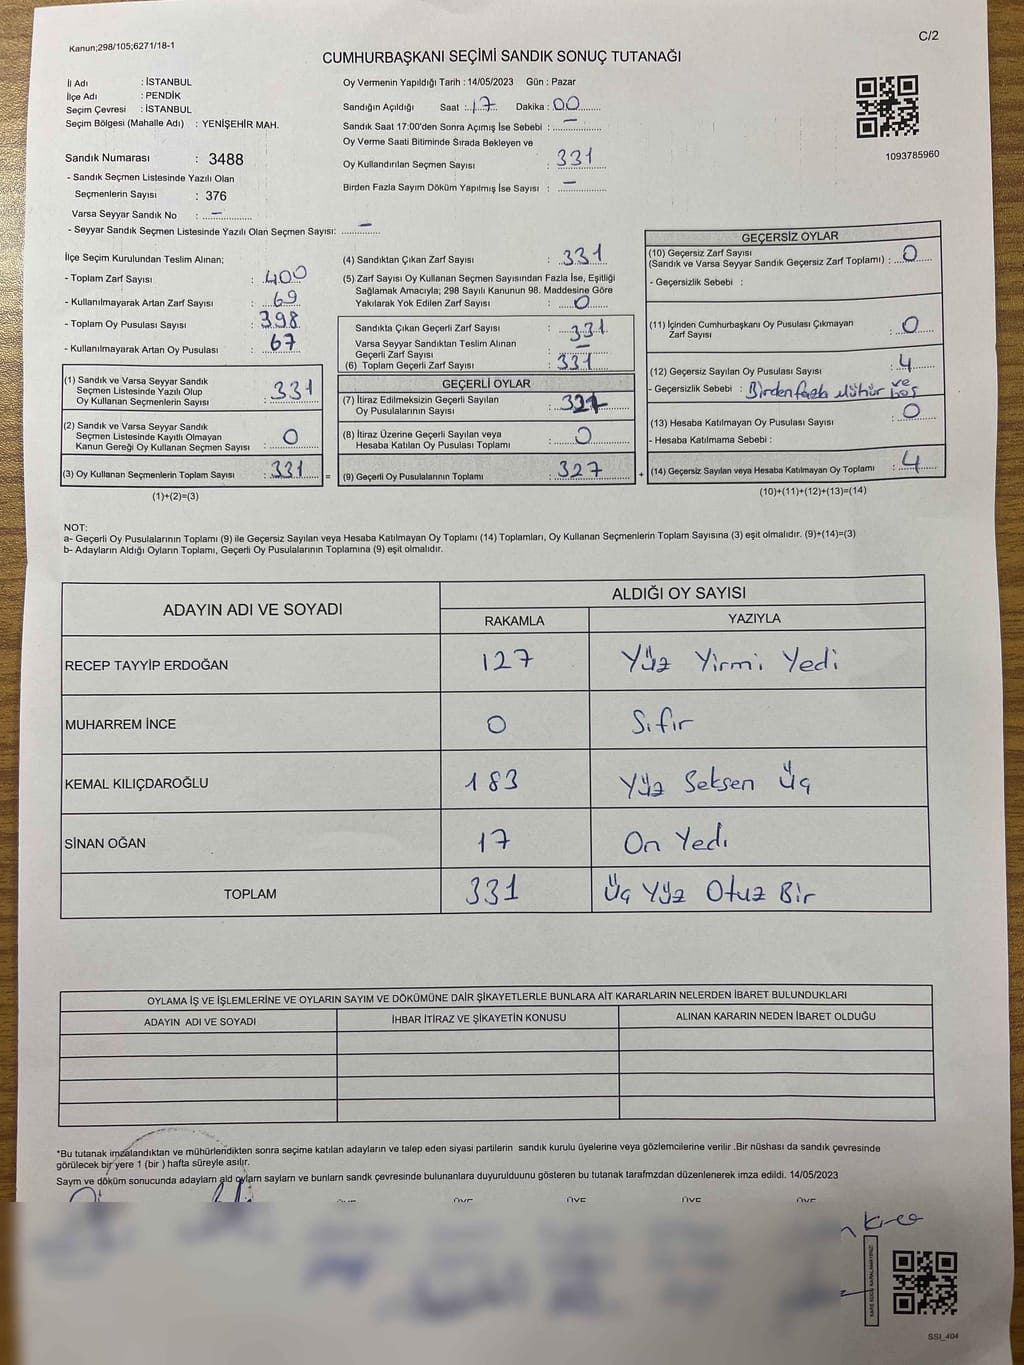 Kanun;298/105;6271/18-1
C/2
CUMHURBAŞKANI SEÇİMİ SANDIK SONUÇ TUTANAĞI
İl Adı : İSTANBUL
İlçe Adı : PENDİK
Seçim Çevresi : İSTANBUL
Seçim Bölgesi (Mahalle Adı) : YENİŞEHİR MAH.
Sandık Numarası : 3488
- Sandık Seçmen Listesinde Yazılı Olan
Seçmenlerin Sayısı : 376
Varsa Seyyar Sandık No : –
- Seyyar Sandık Seçmen Listesinde Yazılı Olan Seçmen Sayısı: –
Oy Vermenin Yapıldığı Tarih : 14/05/2023 Gün : Pazar
Sandığın Açıldığı Saat : 17 Dakika : 00
Sandık Saat 17:00'den Sonra Açımış İse Sebebi : –
Oy Verme Saati Bitiminde Sırada Bekleyen ve
Oy Kullandırılan Seçmen Sayısı : 331
Birden Fazla Sayım Döküm Yapılmış İse Sayısı : –
1093785960
İlçe Seçim Kurulundan Teslim Alınan;
- Toplam Zarf Sayısı : 400
- Kullanılmayarak Artan Zarf Sayısı : 69
- Toplam Oy Pusulası Sayısı : 398
- Kullanılmayarak Artan Oy Pusulası : 67
(1) Sandık ve Varsa Seyyar Sandık
Seçmen Listesinde Yazılı Olup
Oy Kullanan Seçmenlerin Sayısı : 331
(2) Sandık ve Varsa Seyyar Sandık
Seçmen Listesinde Kayıtlı Olmayan
Kanun Gereği Oy Kullanan Seçmen Sayısı : 0
(3) Oy Kullanan Seçmenlerin Toplam Sayısı : 331
=
(1)+(2)=(3)
(4) Sandıktan Çıkan Zarf Sayısı : 331
(5) Zarf Sayısı Oy Kullanan Seçmen Sayısından Fazla İse, Eşitliği
Sağlamak Amacıyla; 298 Sayılı Kanunun 98. Maddesine Göre
Yakılarak Yok Edilen Zarf Sayısı : 0
Sandıkta Çıkan Geçerli Zarf Sayısı : 331
Varsa Seyyar Sandıktan Teslim Alınan
Geçerli Zarf Sayısı : –
(6) Toplam Geçerli Zarf Sayısı : 331
GEÇERLİ OYLAR
(7) İtiraz Edilmeksizin Geçerli Sayılan
Oy Pusulalarının Sayısı : 327
(8) İtiraz Üzerine Geçerli Sayılan veya
Hesaba Katılan Oy Pusulası Toplamı : 0
(9) Geçerli Oy Pusulalarının Toplamı : 327
+
GEÇERSİZ OYLAR
(10) Geçersiz Zarf Sayısı
(Sandık ve Varsa Seyyar Sandık Geçersiz Zarf Toplamı) : 0
- Geçersizlik Sebebi :
(11) İçinden Cumhurbaşkanı Oy Pusulası Çıkmayan
Zarf Sayısı : 0
(12) Geçersiz Sayılan Oy Pusulası Sayısı : 4
- Geçersizlik Sebebi : Birden fazla Mühür ve boş
(13) Hesaba Katılmayan Oy Pusulası Sayısı : 0
- Hesaba Katılmama Sebebi :
(14) Geçersiz Sayılan veya Hesaba Katılmayan Oy Toplamı : 4
(10)+(11)+(12)+(13)=(14)
NOT:
a- Geçerli Oy Pusulalarının Toplamı (9) ile Geçersiz Sayılan veya Hesaba Katılmayan Oy Toplamı (14) Toplamları, Oy Kullanan Seçmenlerin Toplam Sayısına (3) eşit olmalıdır. (9)+(14)=(3)
b- Adayların Aldığı Oyların Toplamı, Geçerli Oy Pusulalarının Toplamına (9) eşit olmalıdır.
ADAYIN ADI VE SOYADI
ALDIĞI OY SAYISI
RAKAMLA YAZIYLA
RECEP TAYYİP ERDOĞAN 127 Yüz Yirmi Yedi
MUHARREM İNCE 0 Sıfır
KEMAL KILIÇDAROĞLU 183 Yüz Seksen Üç
SİNAN OĞAN 17 On Yedi
TOPLAM 331 Üç Yüz Otuz Bir
OYLAMA İŞ VE İŞLEMLERİNE VE OYLARIN SAYIM VE DÖKÜMÜNE DAİR ŞİKAYETLERLE BUNLARA AİT KARARLARIN NELERDEN İBARET BULUNDUKLARI
ADAYIN ADI VE SOYADI İHBAR İTİRAZ VE ŞİKAYETİN KONUSU ALINAN KARARIN NEDEN İBARET OLDUĞU
*Bu tutanak imzalandıktan ve mühürlendikten sonra seçime katılan adayların ve talep eden siyasi partilerin sandık kurulu üyelerine veya gözlemcilerine verilir .Bir nüshası da sandık çevresinde
görülecek bir yere 1 (bir ) hafta süreyle asılır.
Sayım ve döküm sonucunda adayların ald oyların sayların ve bunların sandk çevresinde bulunanlara duyurulduunu gösteren bu tutanak tarafmzdan düzenlenerek imza edildi. 14/05/2023
ÜYE ÜYE ÜYE ÜYE ÜYE
KARE KODU KARALAMAYINIZ!
SSI_404